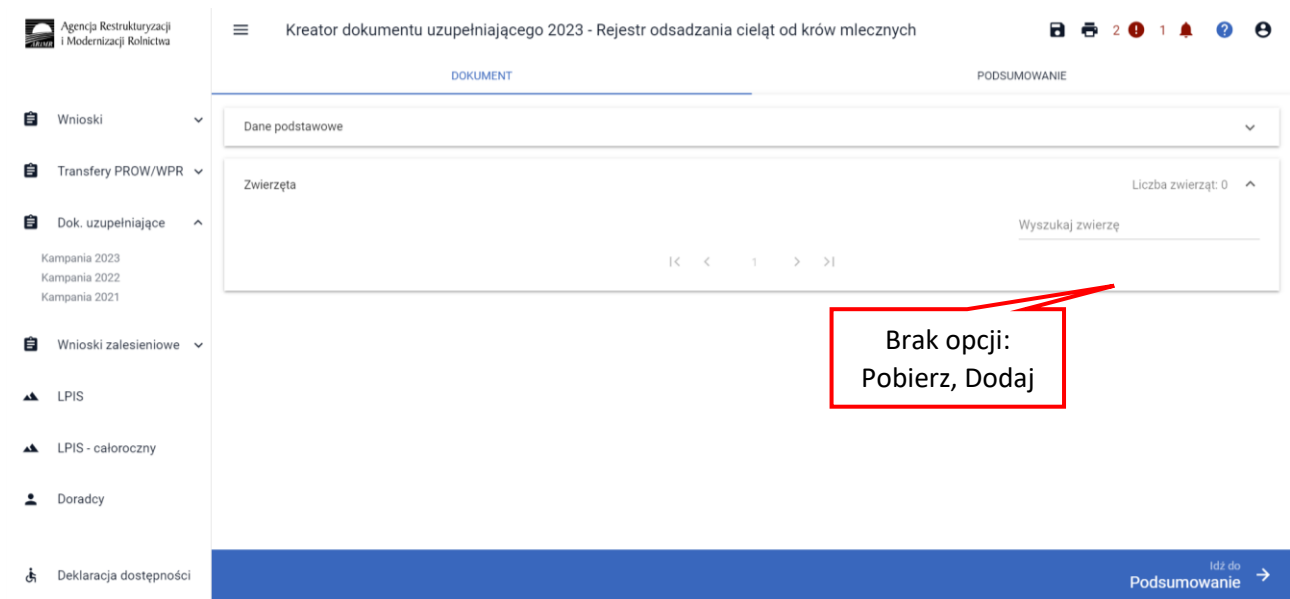 Agencja Restrukturyzacji
i Modernizacji Rolnictwa
ARiMR
Kreator dokumentu uzupełniającego 2023 - Rejestr odsadzania cieląt od krów mlecznych
2
1
DOKUMENT
PODSUMOWANIE
Wnioski
Transfery PROW/WPR
Dok. uzupełniające
Kampania 2023
Kampania 2022
Kampania 2021
Wnioski zalesieniowe
LPIS
LPIS - całoroczny
Doradcy
Deklaracja dostępności
Dane podstawowe
Zwierzęta
Liczba zwierząt: 0
Wyszukaj zwierzę
1
Brak opcji:
Pobierz, Dodaj
Idź do
Podsumowanie